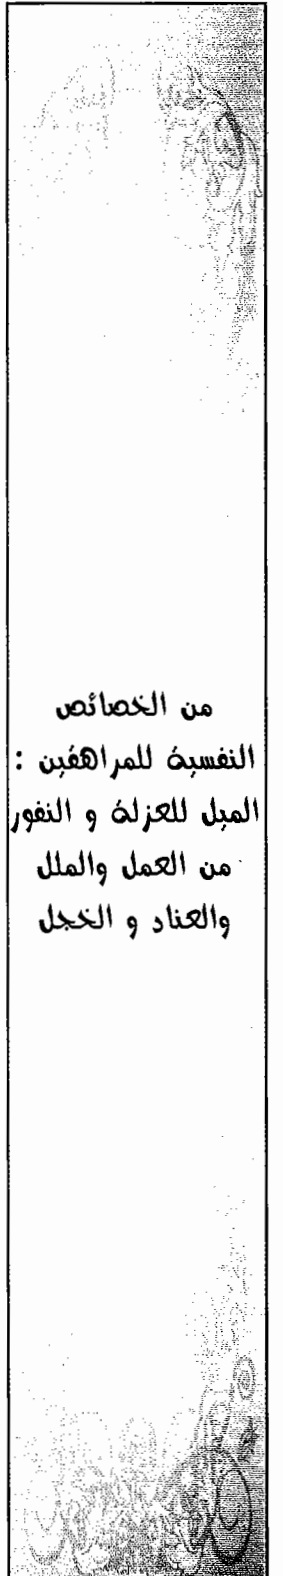 من الخصائص
النفسية للمراهقين :
الميل للعزلة و النفور
من العمل والملل
والعناد و الخجل